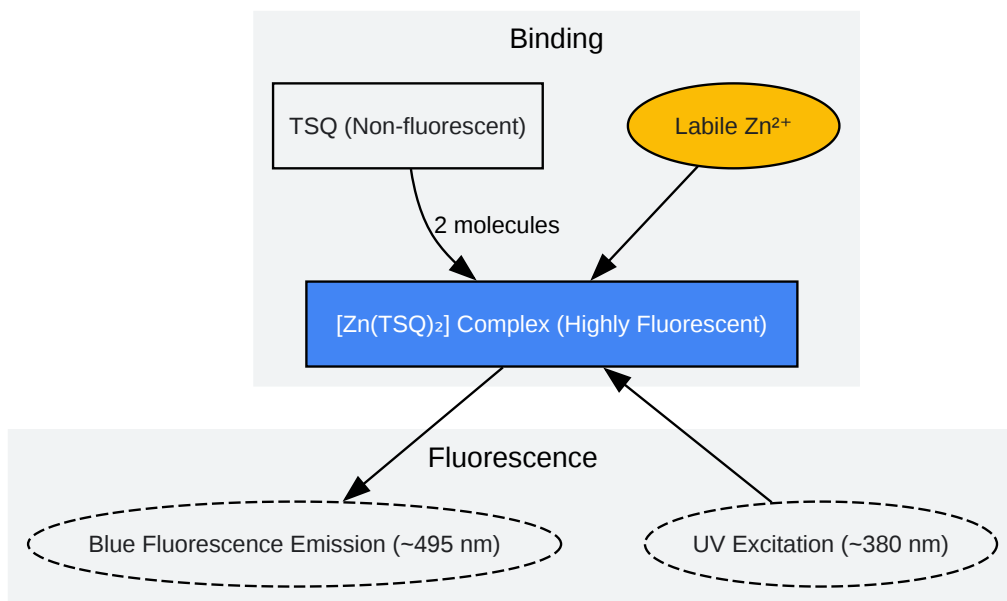 Binding
TSQ (Non-fluorescent)
Labile Zn²⁺
2 molecules
[Zn(TSQ)₂] Complex (Highly Fluorescent)
Fluorescence
Blue Fluorescence Emission (~495 nm)
UV Excitation (~380 nm)